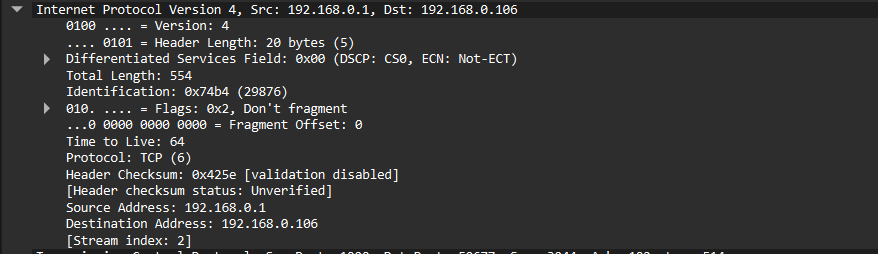 Internet Protocol Version 4, Src: 192.168.0.1, Dst: 192.168.0.106
0100 .... = Version: 4
.... 0101 = Header Length: 20 bytes (5)
Differentiated Services Field: 0x00 (DSCP: CS0, ECN: Not-ECT)
Total Length: 554
Identification: 0x74b4 (29876)
010. .... = Flags: 0x2, Don't fragment
...0 0000 0000 0000 = Fragment Offset: 0
Time to Live: 64
Protocol: TCP (6)
Header Checksum: 0x425e [validation disabled]
[Header checksum status: Unverified]
Source Address: 192.168.0.1
Destination Address: 192.168.0.106
[Stream index: 2]